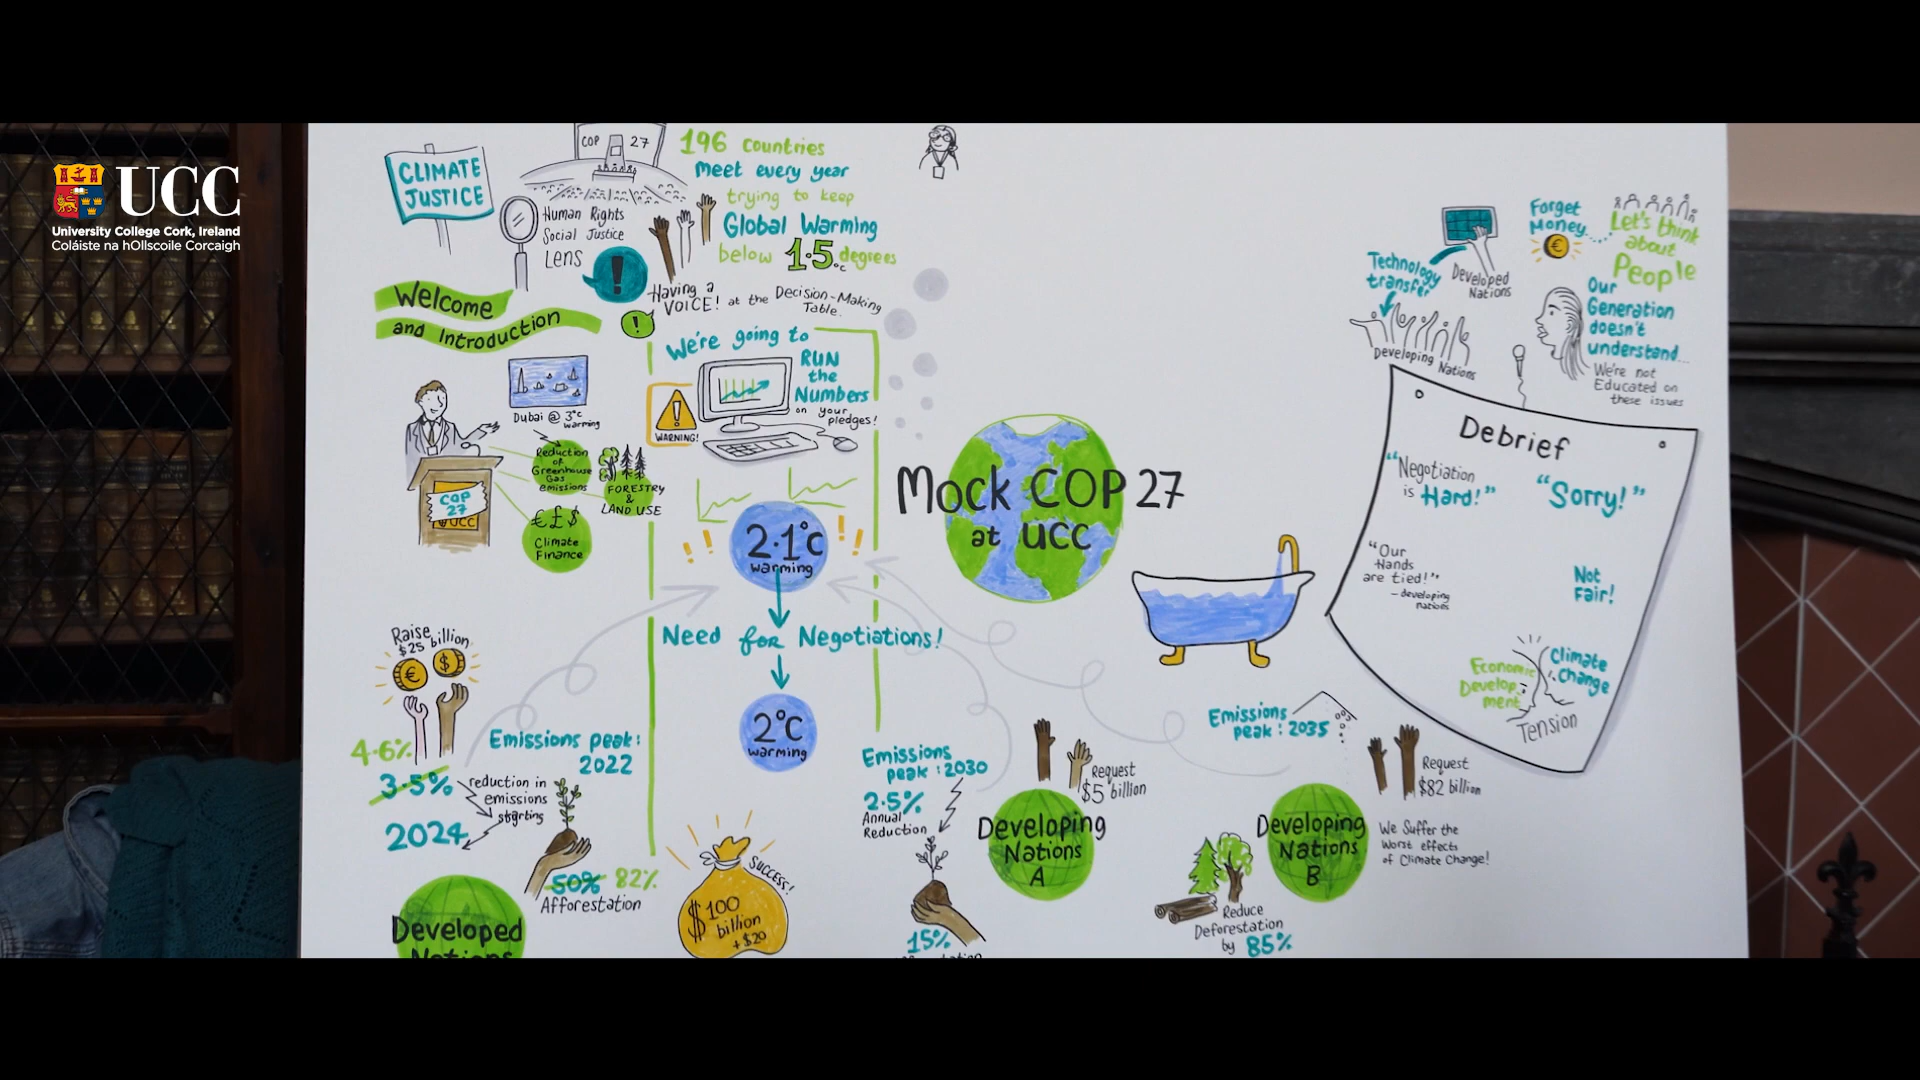 UCC
University College Cork, Ireland
Coláiste na hOllscoile Corcaigh
CLIMATE
JUSTICE
COP 27
196 countries
meet every year
trying to keep
Global Warming
below 1.5°C degrees
Human Rights
Social Justice
LENS
!
Having a
VOICE! at the Decision-Making
Table.
!
Welcome
and Introduction
Dubai @ 3°C
warming
Reduction
of
Greenhouse
Gas
emissions
FORESTRY
&
LAND USE
€ £ $
Climate
Finance
COP
27
@UCC
We're going to
RUN
the
Numbers
on your
pledges!
WARNING!
2.1°C
warming
Need for Negotiations!
2°C
warming
Mock COP 27
at UCC
Raise
$25 billion
€ $
4.6%
3.5%
reduction in
emissions
starting
2024
Emissions peak:
2022
50% 82%
Afforestation
Developed
Nations
SUCCESS!
$100
billion
+ $20
Emissions
peak: 2030
2.5%
Annual
Reduction
15%
Request
$5 billion
Developing
Nations
A
Emissions
peak: 2035
Request
$82 billion
Developing
Nations
B
We Suffer the
Worst effects
of Climate Change!
Reduce
Deforestation
by 85%
Technology
transfer
Developed
Nations
Developing Nations
Forget
Money...
€
Let's think
about
People
Our
Generation
doesn't
understand...
We're not
Educated on
these issues
Debrief
"Negotiation
is Hard!"
"Sorry!"
"Our
Hands
are tied!"
- developing
nations
Not
Fair!
Economic
Develop-
ment
Climate
Change
Tension